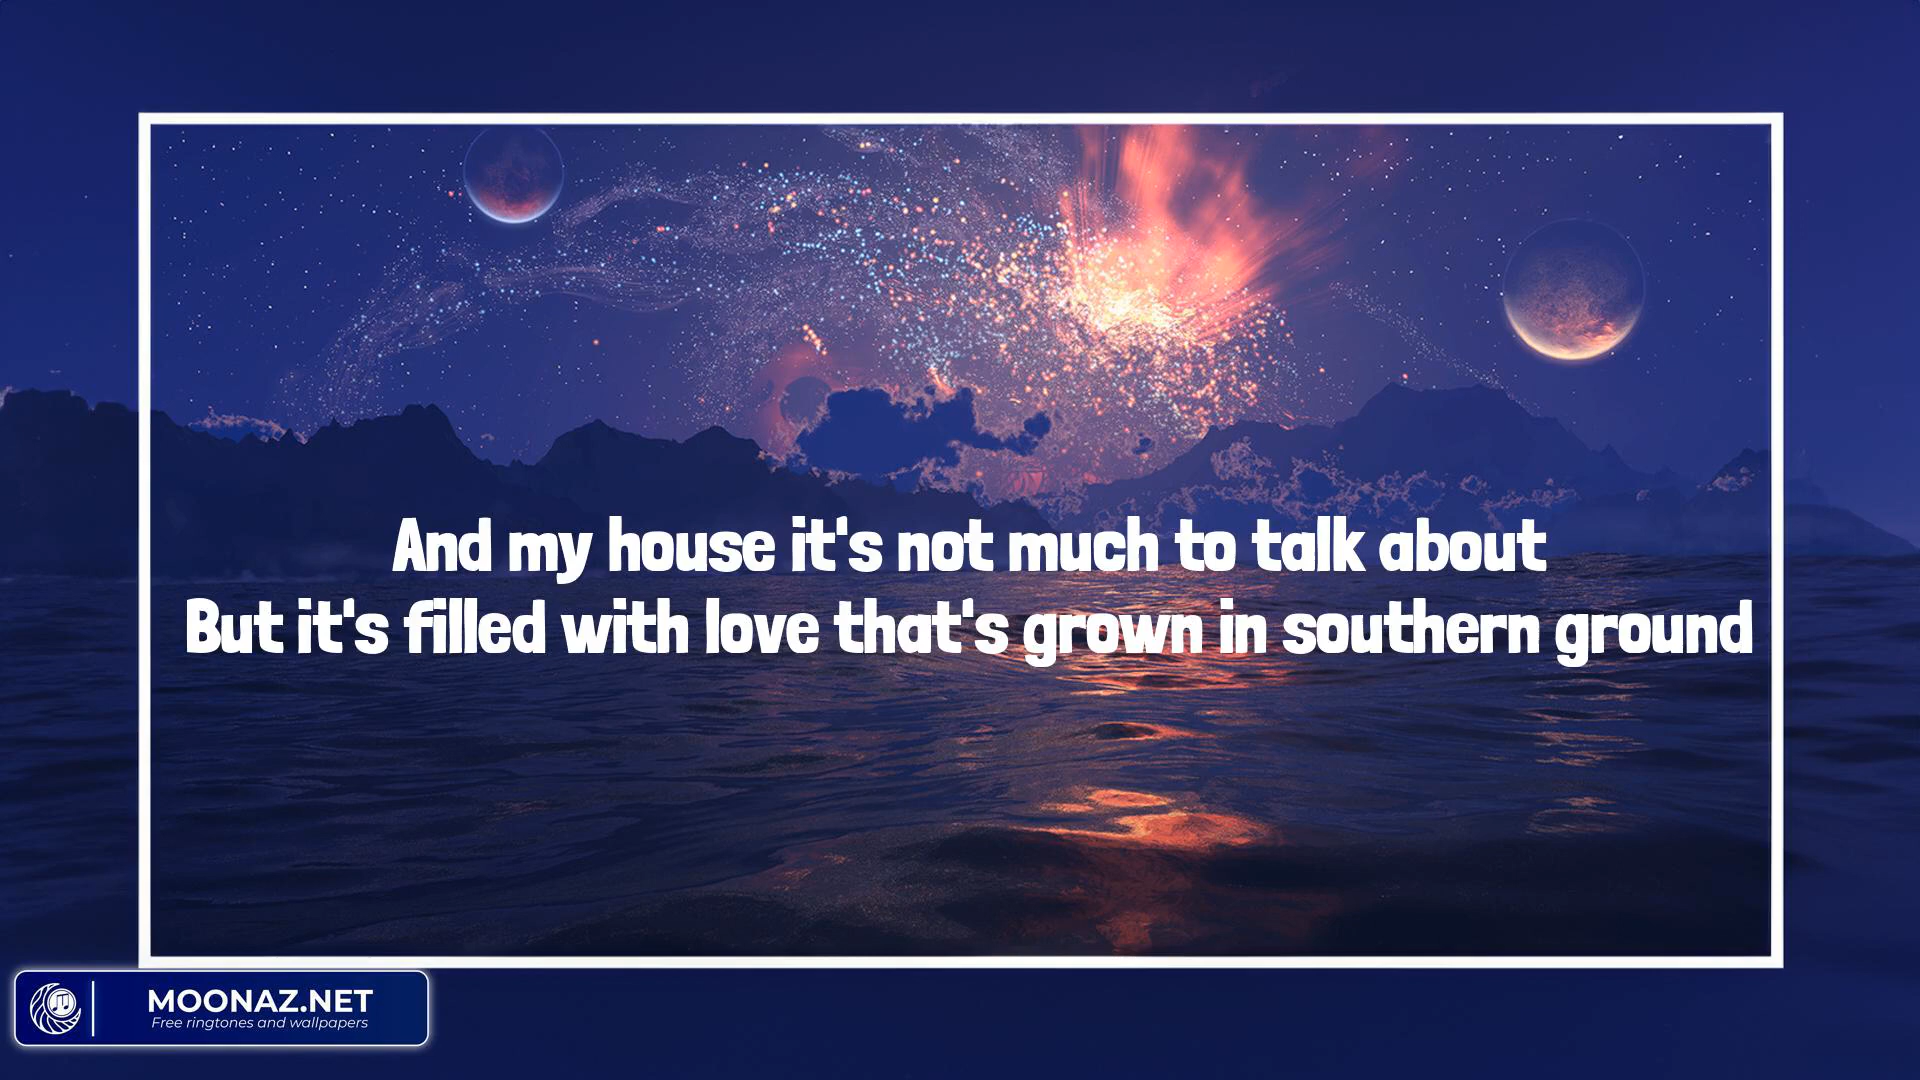 And my house it's not much to talk about
But it's filled with love that's grown in southern ground
MOONAZ.NET
Free ringtones and wallpapers